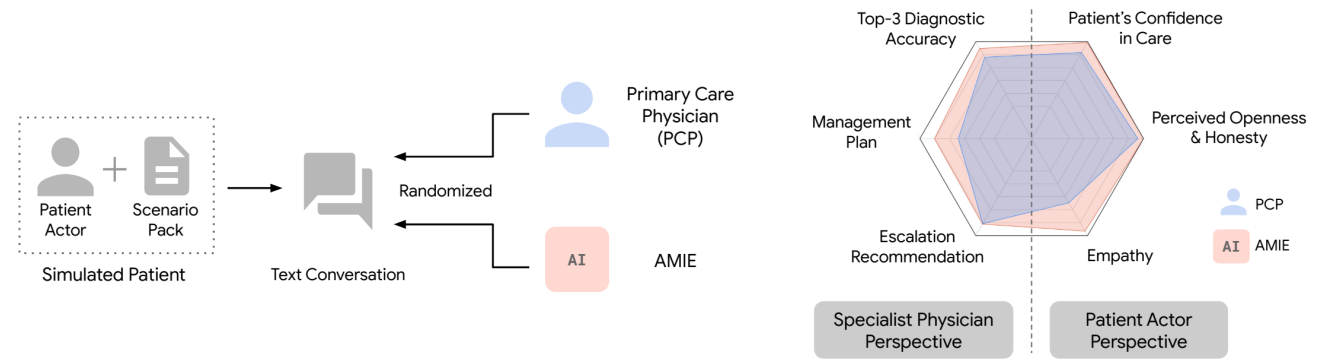 Patient
Actor
Scenario
Pack
Simulated Patient
Text Conversation
Randomized
Primary Care
Physician
(PCP)
AI
AMIE
Top-3 Diagnostic
Accuracy
Patient's Confidence
in Care
Management
Plan
Perceived Openness
& Honesty
Escalation
Recommendation
Empathy
PCP
AI
AMIE
Specialist Physician
Perspective
Patient Actor
Perspective